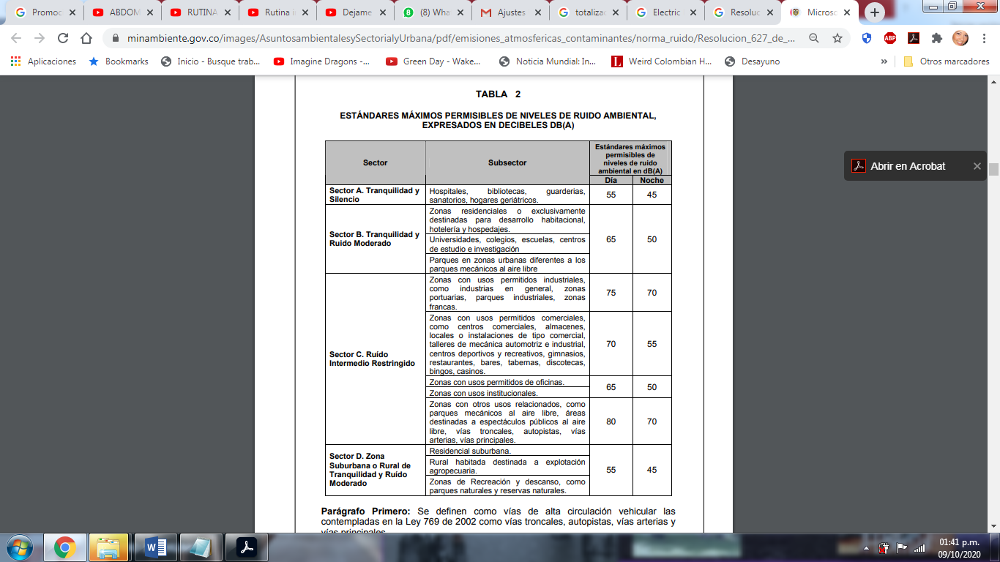 Promoc
ABDOM
RUTINA
Rutina i
Dejame
(8) Wha
Ajustes
totaliza
Electric
Resoluc
Microso
minambiente.gov.co/images/AsuntosambientalesySectorialyUrbana/pdf/emisiones_atmosfericas_contaminantes/norma_ruido/Resolucion_627_de_...
Aplicaciones
Bookmarks
Inicio - Busque trab...
Imagine Dragons -...
Green Day - Wake...
Noticia Mundial: In...
Weird Colombian H...
Desayuno
»
Otros marcadores
TABLA 2
ESTÁNDARES MÁXIMOS PERMISIBLES DE NIVELES DE RUIDO AMBIENTAL,
EXPRESADOS EN DECIBELES DB(A)
Sector
Subsector
Estándares máximos
permisibles de
niveles de ruido
ambiental en dB(A)
Día
Noche
Sector A. Tranquilidad y
Silencio
Hospitales, bibliotecas, guarderías,
sanatorios, hogares geriátricos.
55
45
Sector B. Tranquilidad y
Ruido Moderado
Zonas residenciales o exclusivamente
destinadas para desarrollo habitacional,
hotelería y hospedajes.
Universidades, colegios, escuelas, centros
de estudio e investigación
Parques en zonas urbanas diferentes a los
parques mecánicos al aire libre
65
50
Sector C. Ruido
Intermedio Restringido
Zonas con usos permitidos industriales,
como industrias en general, zonas
portuarias, parques industriales, zonas
francas.
75
70
Zonas con usos permitidos comerciales,
como centros comerciales, almacenes,
locales o instalaciones de tipo comercial,
talleres de mecánica automotriz e industrial,
centros deportivos y recreativos, gimnasios,
restaurantes, bares, tabernas, discotecas,
bingos, casinos.
70
55
Zonas con usos permitidos de oficinas.
Zonas con usos institucionales.
65
50
Zonas con otros usos relacionados, como
parques mecánicos al aire libre, áreas
destinadas a espectáculos públicos al aire
libre, vías troncales, autopistas, vías
arterias, vías principales.
80
70
Sector D. Zona
Suburbana o Rural de
Tranquilidad y Ruido
Moderado
Residencial suburbana.
Rural habitada destinada a explotación
agropecuaria.
Zonas de Recreación y descanso, como
parques naturales y reservas naturales.
55
45
Parágrafo Primero: Se definen como vías de alta circulación vehicular las
contempladas en la Ley 769 de 2002 como vías troncales, autopistas, vías arterias y
vías principales
Abrir en Acrobat
01:41 p.m.
09/10/2020